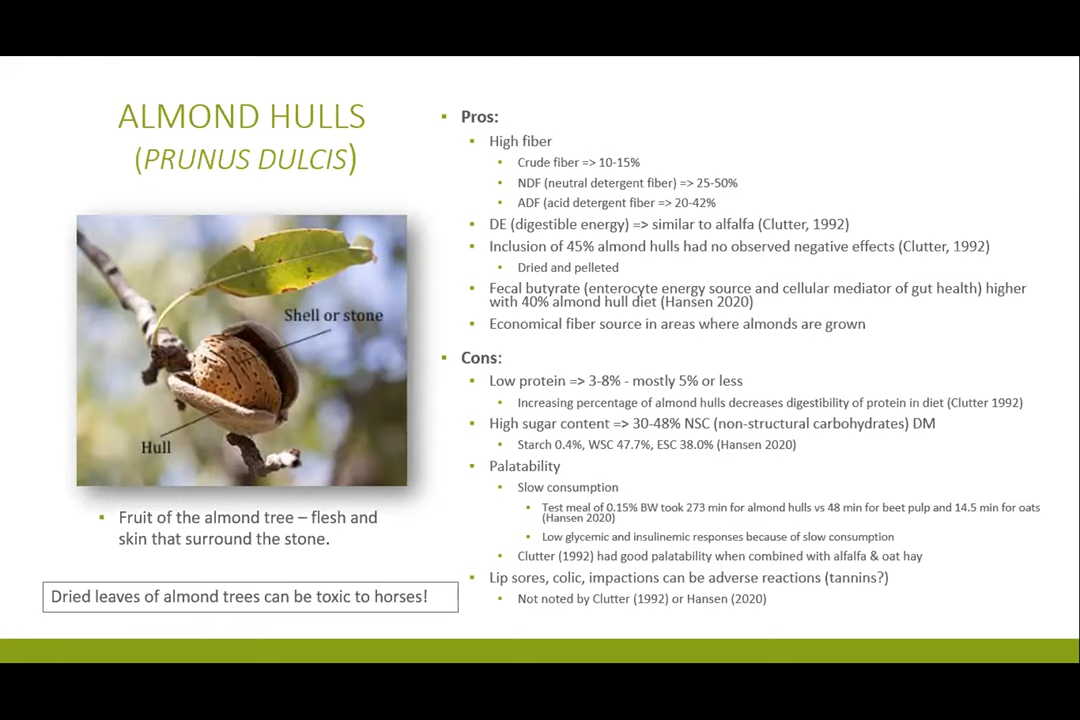 ALMOND HULLS
(PRUNUS DULCIS)
Shell or stone
Hull
▪ Fruit of the almond tree – flesh and
skin that surround the stone.
Dried leaves of almond trees can be toxic to horses!
▪ Pros:
▪ High fiber
▪ Crude fiber => 10-15%
▪ NDF (neutral detergent fiber) => 25-50%
▪ ADF (acid detergent fiber => 20-42%
▪ DE (digestible energy) => similar to alfalfa (Clutter, 1992)
▪ Inclusion of 45% almond hulls had no observed negative effects (Clutter, 1992)
▪ Dried and pelleted
▪ Fecal butyrate (enterocyte energy source and cellular mediator of gut health) higher
with 40% almond hull diet (Hansen 2020)
▪ Economical fiber source in areas where almonds are grown
▪ Cons:
▪ Low protein => 3-8% - mostly 5% or less
▪ Increasing percentage of almond hulls decreases digestibility of protein in diet (Clutter 1992)
▪ High sugar content => 30-48% NSC (non-structural carbohydrates) DM
▪ Starch 0.4%, WSC 47.7%, ESC 38.0% (Hansen 2020)
▪ Palatability
▪ Slow consumption
▪ Test meal of 0.15% BW took 273 min for almond hulls vs 48 min for beet pulp and 14.5 min for oats
(Hansen 2020)
▪ Low glycemic and insulinemic responses because of slow consumption
▪ Clutter (1992) had good palatability when combined with alfalfa & oat hay
▪ Lip sores, colic, impactions can be adverse reactions (tannins?)
▪ Not noted by Clutter (1992) or Hansen (2020)